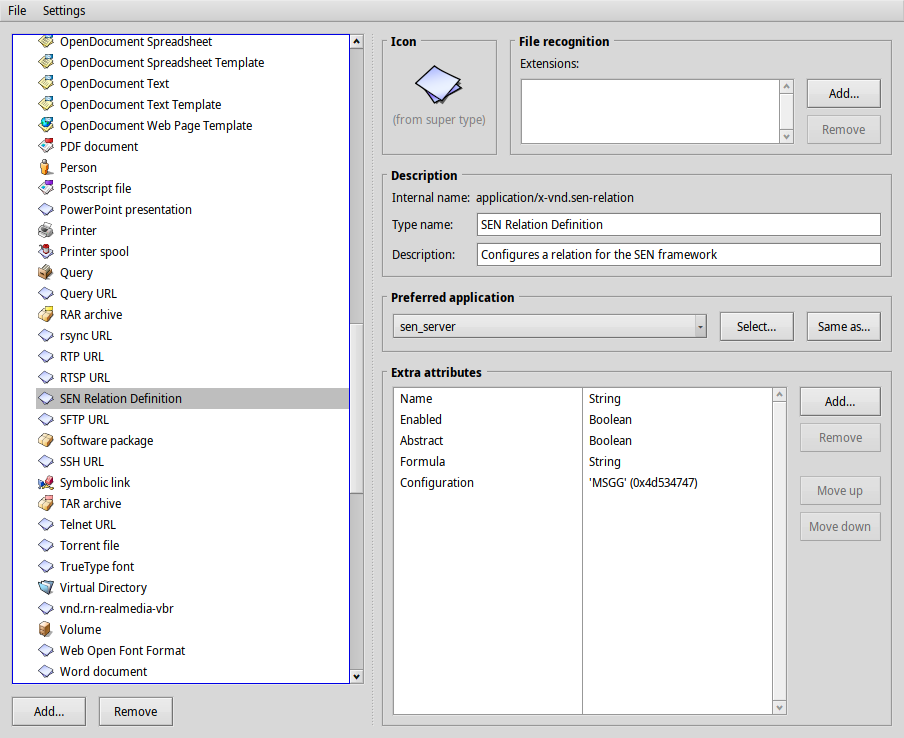 File Settings
OpenDocument Spreadsheet
OpenDocument Spreadsheet Template
OpenDocument Text
OpenDocument Text Template
OpenDocument Web Page Template
PDF document
Person
Postscript file
PowerPoint presentation
Printer
Printer spool
Query
Query URL
RAR archive
rsync URL
RTP URL
RTSP URL
SEN Relation Definition
SFTP URL
Software package
SSH URL
Symbolic link
TAR archive
Telnet URL
Torrent file
TrueType font
Virtual Directory
vnd.rn-realmedia-vbr
Volume
Web Open Font Format
Word document
Add... Remove
Icon
(from super type)
File recognition
Extensions:
Add...
Remove
Description
Internal name: application/x-vnd.sen-relation
Type name: SEN Relation Definition
Description: Configures a relation for the SEN framework
Preferred application
sen_server Select... Same as...
Extra attributes
Name String
Enabled Boolean
Abstract Boolean
Formula String
Configuration 'MSGG' (0x4d534747)
Add...
Remove
Move up
Move down